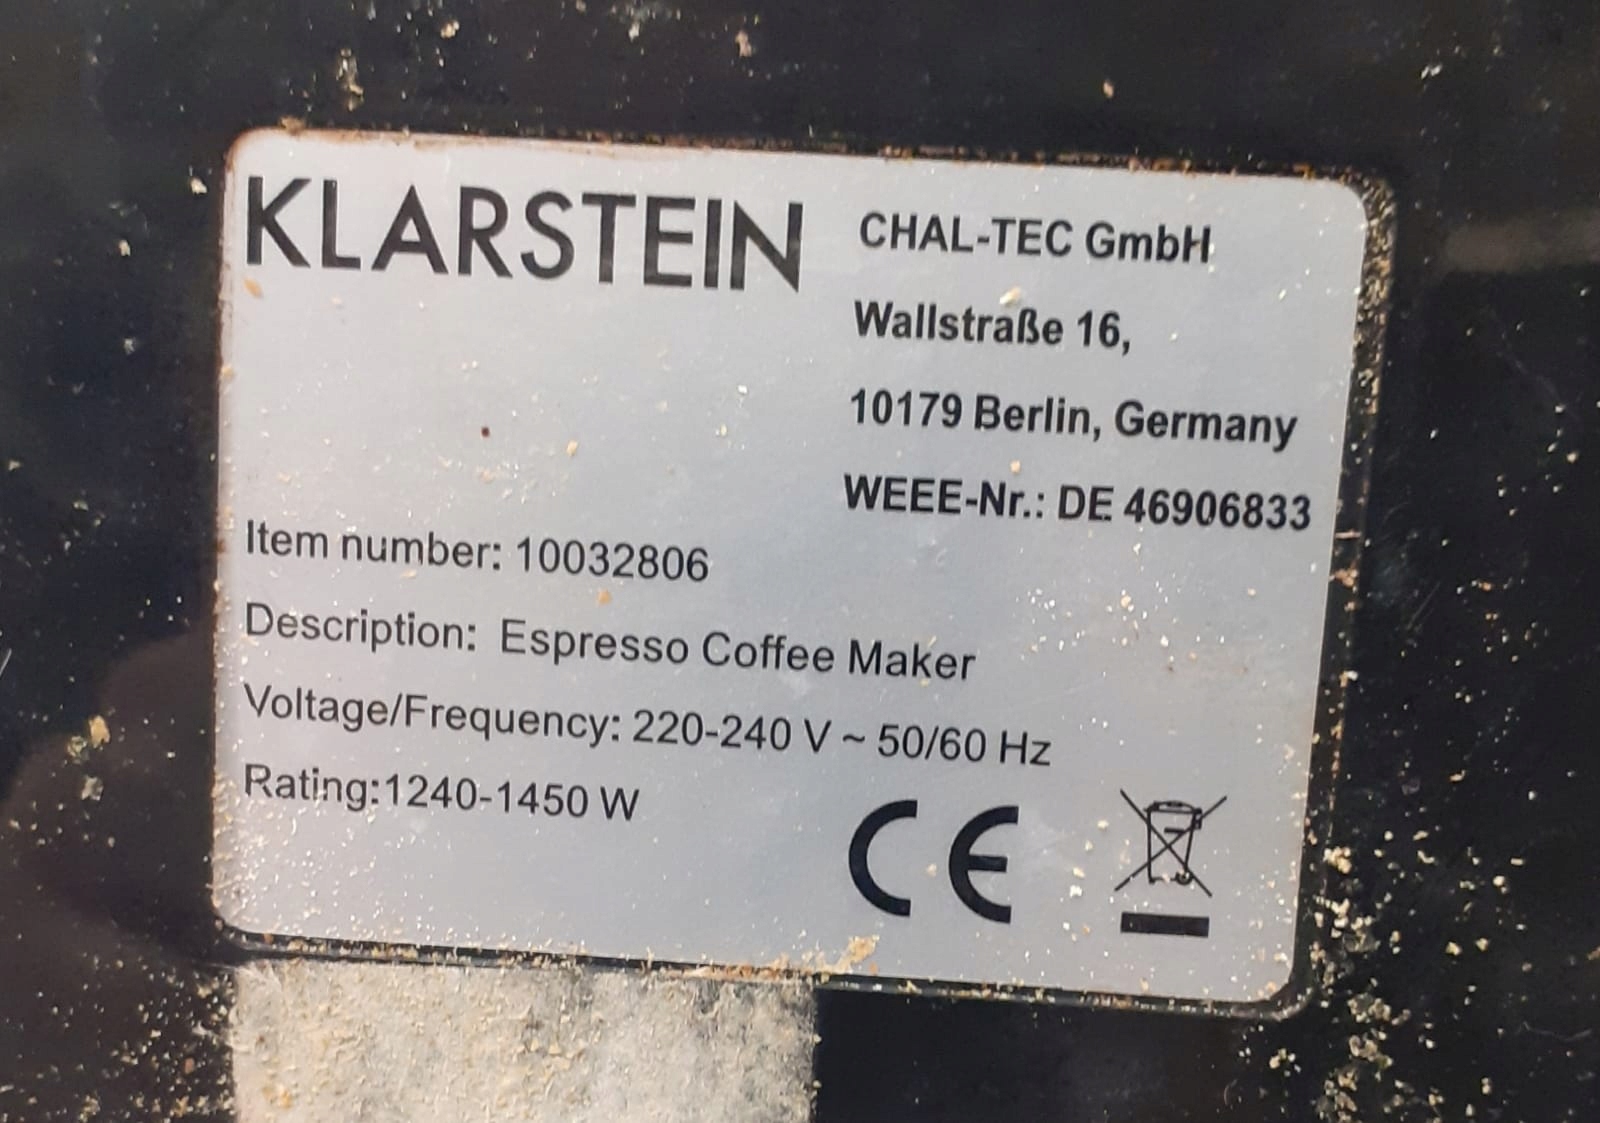 KLARSTEIN
CHAL-TEC GmbH
Wallstraße 16,
10179 Berlin, Germany
WEEE-Nr.: DE 46906833
Item number: 10032806
Description: Espresso Coffee Maker
Voltage/Frequency: 220-240 V ~ 50/60 Hz
Rating:1240-1450 W
CE